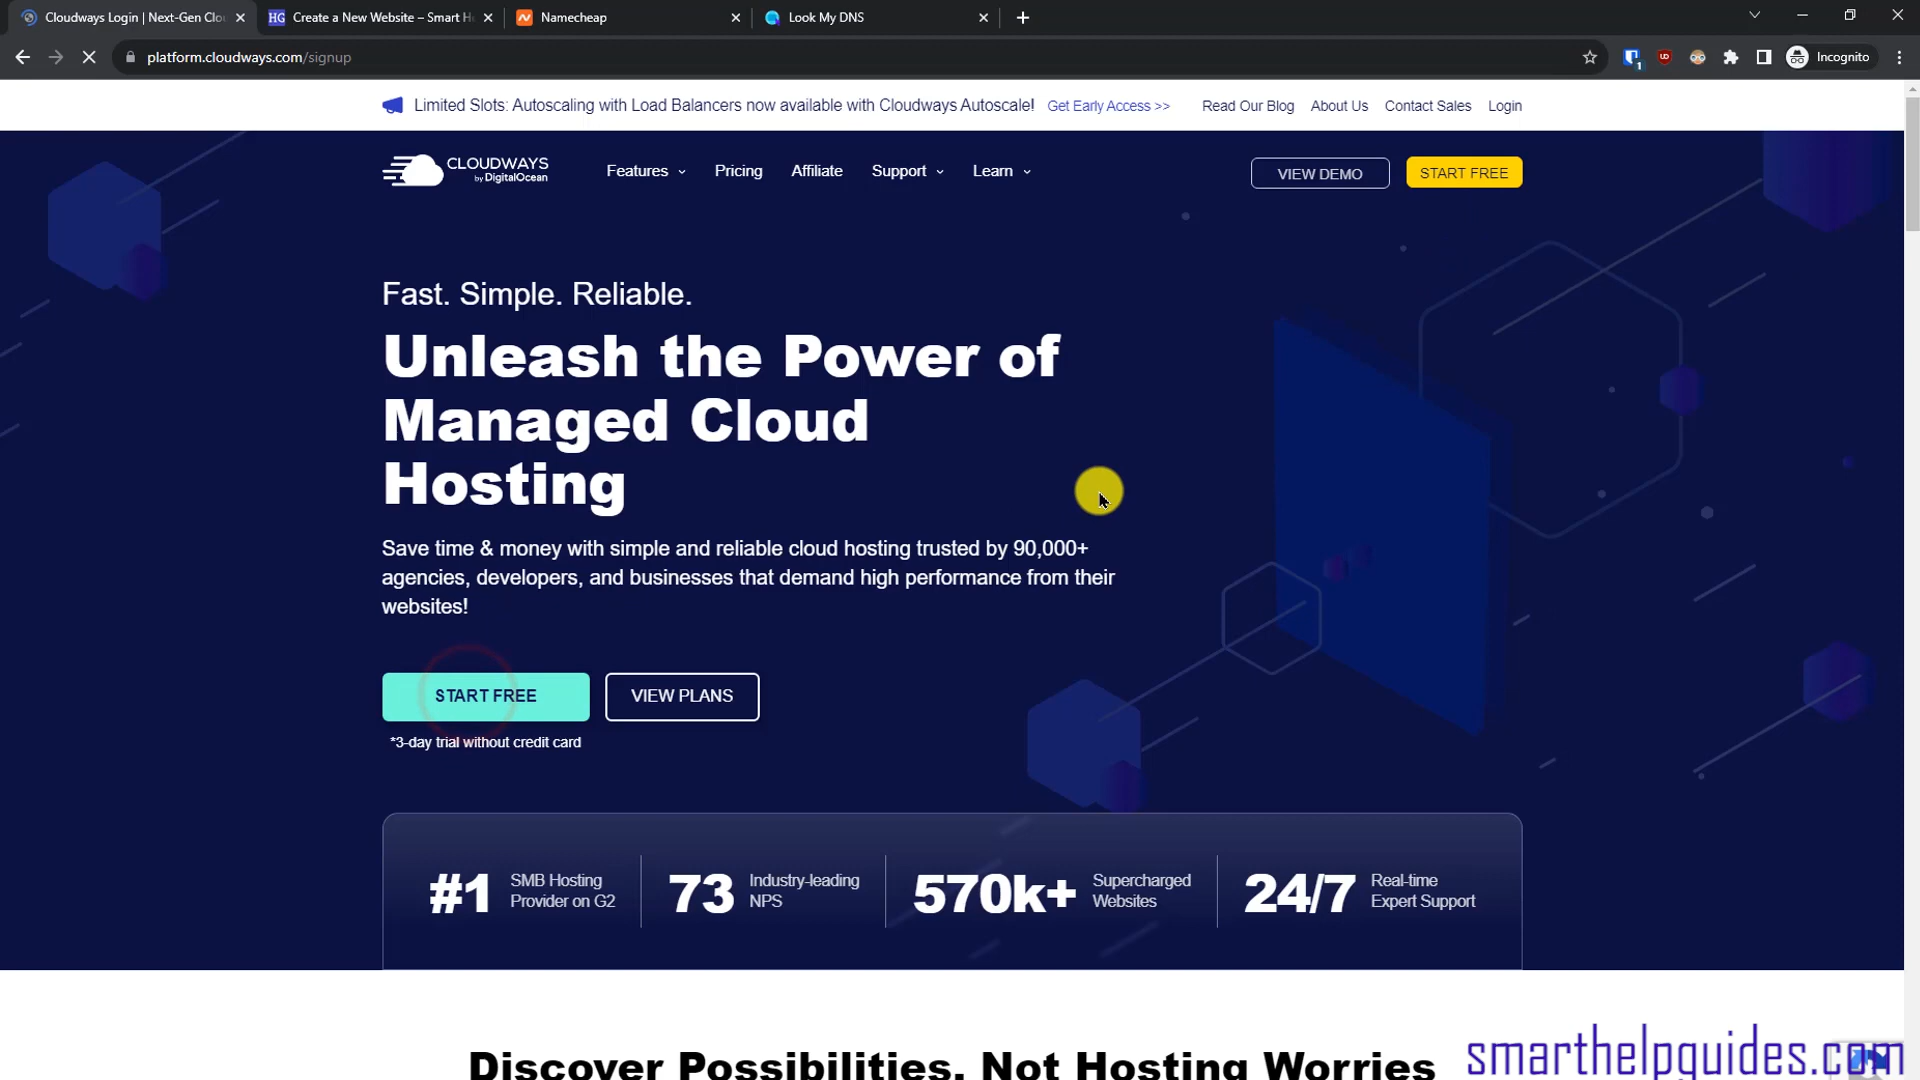 Cloudways Login | Next-Gen Clo
Create a New Website – Smart H
Namecheap
Look My DNS
platform.cloudways.com/signup
1
Incognito
Limited Slots: Autoscaling with Load Balancers now available with Cloudways Autoscale! Get Early Access >>
Read Our Blog
About Us
Contact Sales
Login
CLOUDWAYS
by DigitalOcean
Features
Pricing
Affiliate
Support
Learn
VIEW DEMO
START FREE
Fast. Simple. Reliable.
Unleash the Power of
Managed Cloud
Hosting
Save time & money with simple and reliable cloud hosting trusted by 90,000+
agencies, developers, and businesses that demand high performance from their
websites!
START FREE
VIEW PLANS
*3-day trial without credit card
#1
SMB Hosting
Provider on G2
73
Industry-leading
NPS
570k+
Supercharged
Websites
24/7
Real-time
Expert Support
Discover Possibilities, Not Hosting Worries
smarthelpguides.com